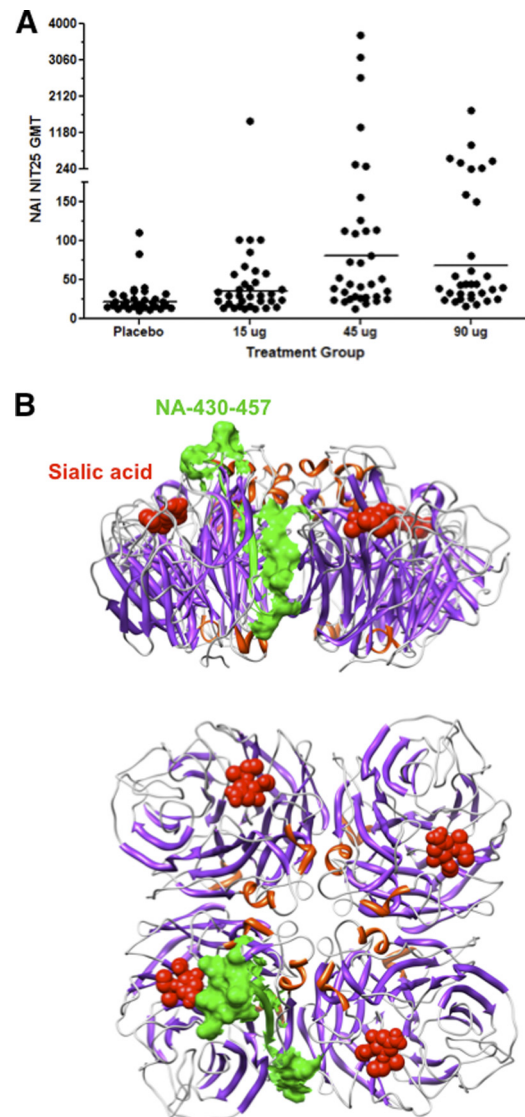 A
NAI NIT25 GMT
4000
3060
2120
1180
240
150
100
50
0
Placebo 15 ug 45 ug 90 ug
Treatment Group
B
NA-430-457
Sialic acid